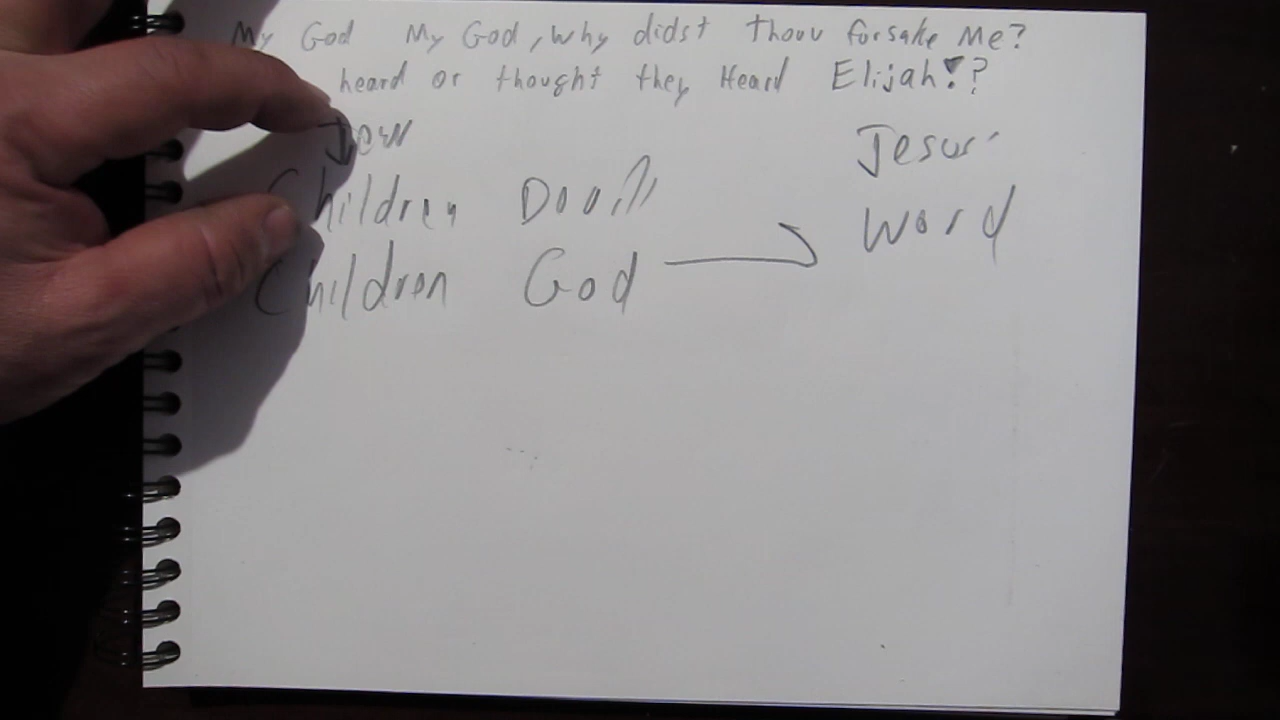 My God My God, why didst thou forsake Me?
heard or thought they Heard Elijah!?
Jew
Jesus'
Children Devil
Word
Children God